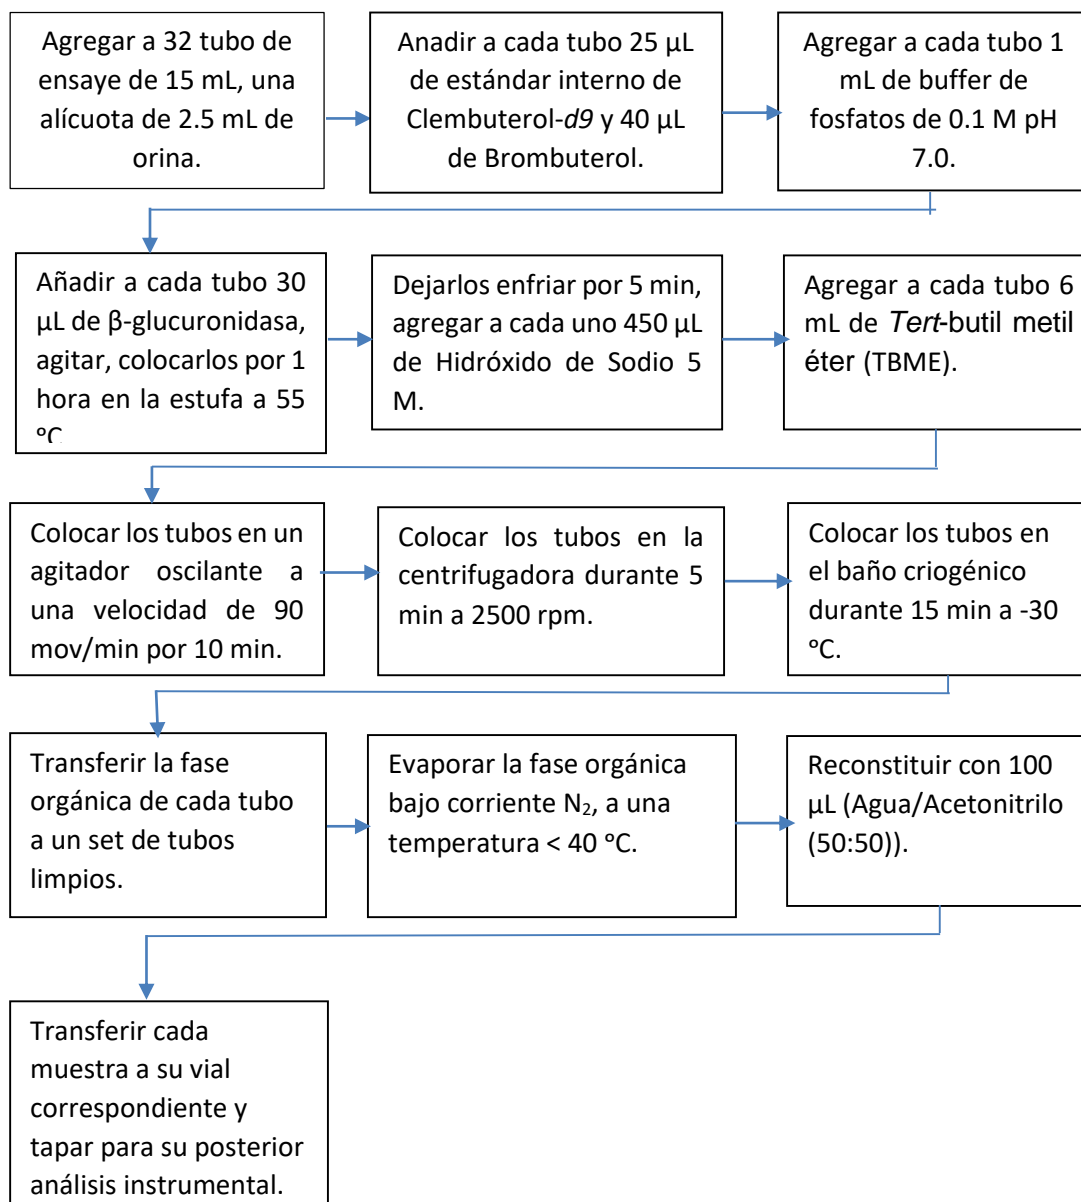 Agregar a 32 tubo de
ensaye de 15 mL, una
alícuota de 2.5 mL de
orina.
Anadir a cada tubo 25 µL
de estándar interno de
Clembuterol-d9 y 40 µL
de Brombuterol.
Agregar a cada tubo 1
mL de buffer de
fosfatos de 0.1 M pH
7.0.
Añadir a cada tubo 30
µL de β-glucuronidasa,
agitar, colocarlos por 1
hora en la estufa a 55
°C
Dejarlos enfriar por 5 min,
agregar a cada uno 450 µL
de Hidróxido de Sodio 5
M.
Agregar a cada tubo 6
mL de Tert-butil metil
éter (TBME).
Colocar los tubos en un
agitador oscilante a
una velocidad de 90
mov/min por 10 min.
Colocar los tubos en la
centrifugadora durante 5
min a 2500 rpm.
Colocar los tubos en
el baño criogénico
durante 15 min a -30
°C.
Transferir la fase
orgánica de cada tubo
a un set de tubos
limpios.
Evaporar la fase orgánica
bajo corriente N₂, a una
temperatura < 40 °C.
Reconstituir con 100
µL (Agua/Acetonitrilo
(50:50)).
Transferir cada
muestra a su vial
correspondiente y
tapar para su posterior
análisis instrumental.